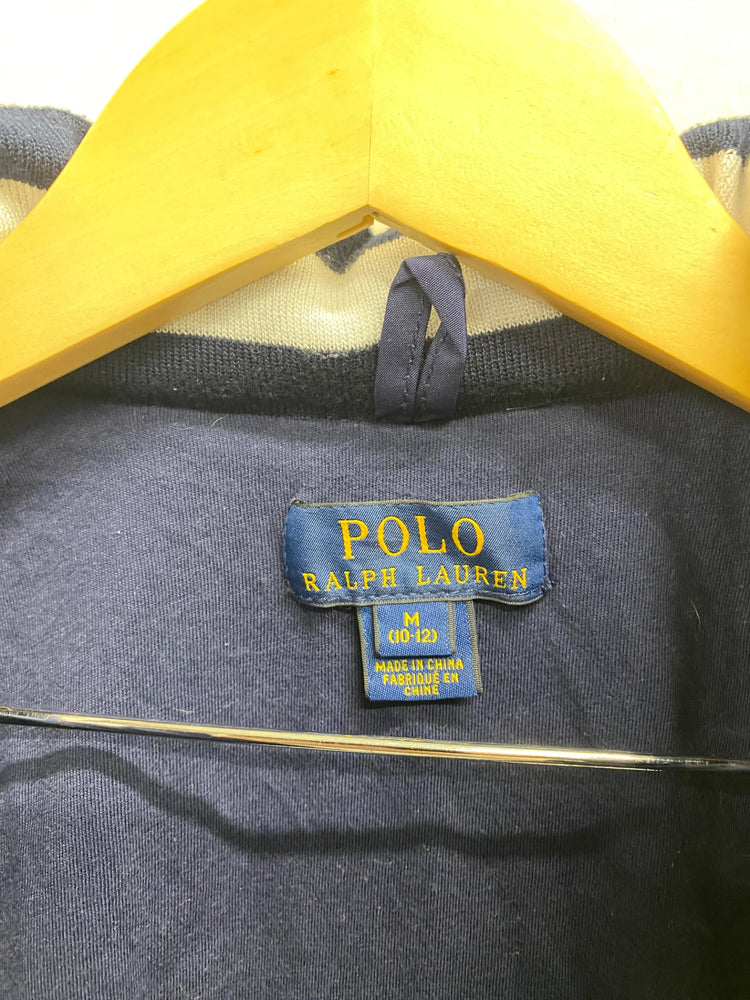 POLO
RALPH LAUREN
M
(10-12)
MADE IN CHINA
FABRIQUÉ EN
CHINE